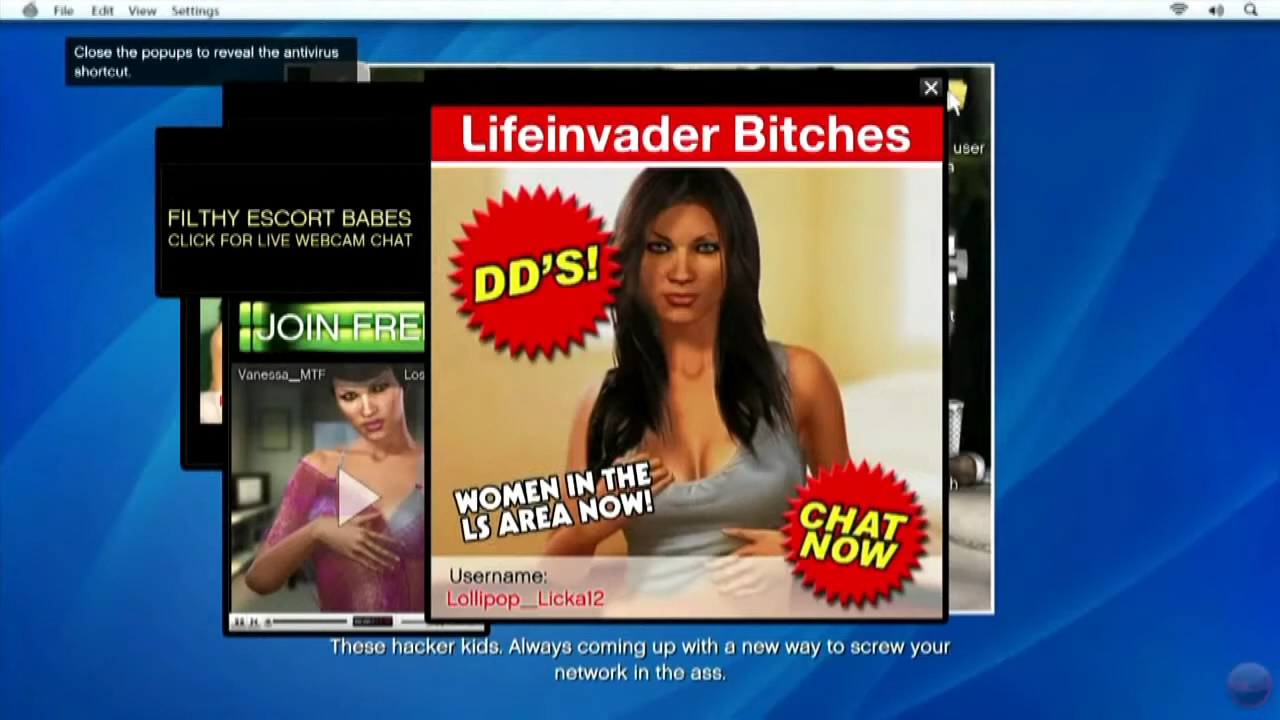 File Edit View Settings
Close the popups to reveal the antivirus
shortcut.
Lifeinvader Bitches
user
FILTHY ESCORT BABES
CLICK FOR LIVE WEBCAM CHAT
DD'S!
JOIN FREE
Vanessa_MTF Los
WOMEN IN THE
LS AREA NOW!
CHAT
NOW
Username:
Lollipop_Licka12
These hacker kids. Always coming up with a new way to screw your
network in the ass.